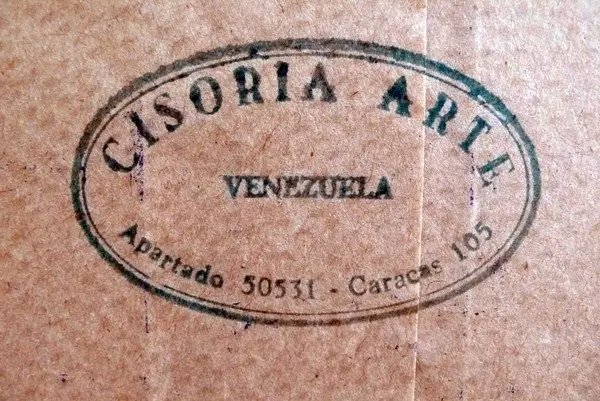 CISORIA ARTE
VENEZUELA
Apartado 50531 - Caracas 105